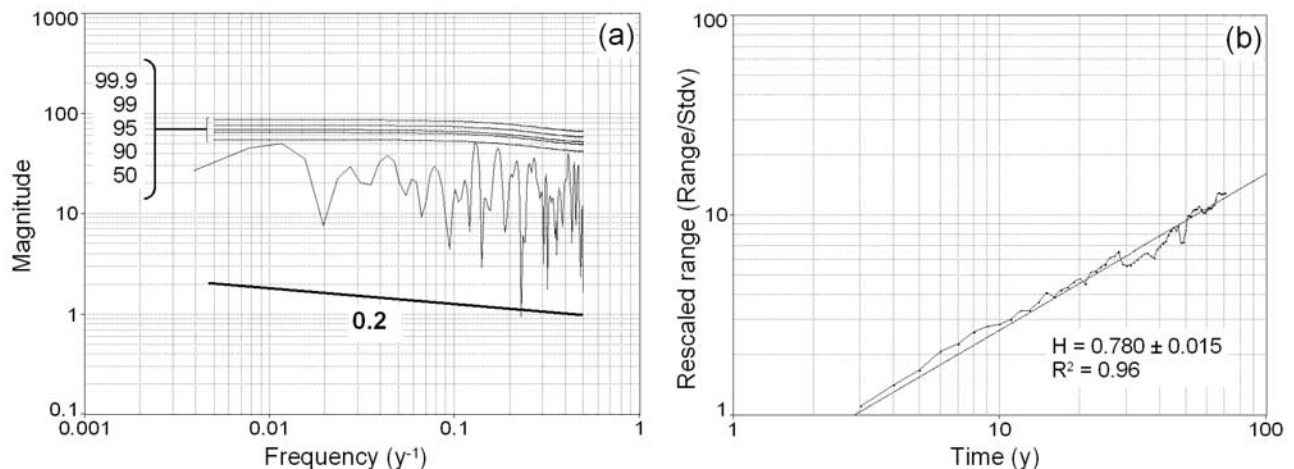 (a)
1000
100
10
1
0.1
Magnitude
99.9
99
95
90
50
0.2
0.001
0.01
0.1
1
Frequency (y⁻¹)
(b)
100
10
1
Rescaled range (Range/Stdv)
H = 0.780 ± 0.015
R² = 0.96
1
10
100
Time (y)